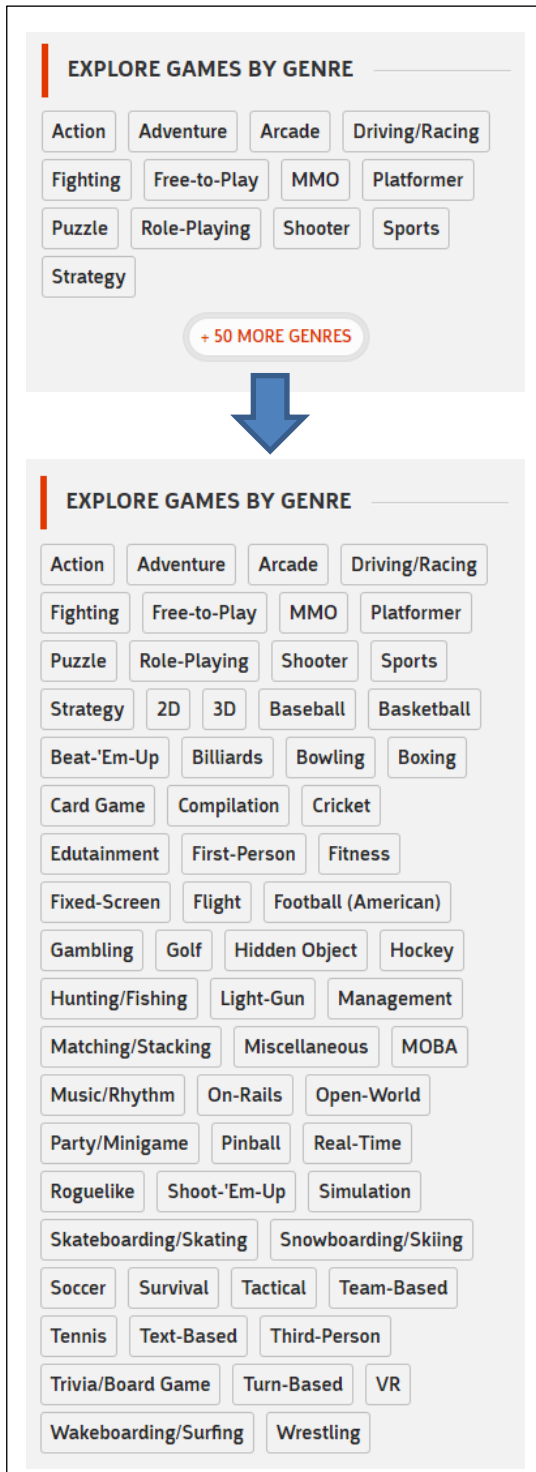 EXPLORE GAMES BY GENRE
Action Adventure Arcade Driving/Racing
Fighting Free-to-Play MMO Platformer
Puzzle Role-Playing Shooter Sports
Strategy
+ 50 MORE GENRES
EXPLORE GAMES BY GENRE
Action Adventure Arcade Driving/Racing
Fighting Free-to-Play MMO Platformer
Puzzle Role-Playing Shooter Sports
Strategy 2D 3D Baseball Basketball
Beat-'Em-Up Billiards Bowling Boxing
Card Game Compilation Cricket
Edutainment First-Person Fitness
Fixed-Screen Flight Football (American)
Gambling Golf Hidden Object Hockey
Hunting/Fishing Light-Gun Management
Matching/Stacking Miscellaneous MOBA
Music/Rhythm On-Rails Open-World
Party/Minigame Pinball Real-Time
Roguelike Shoot-'Em-Up Simulation
Skateboarding/Skating Snowboarding/Skiing
Soccer Survival Tactical Team-Based
Tennis Text-Based Third-Person
Trivia/Board Game Turn-Based VR
Wakeboarding/Surfing Wrestling